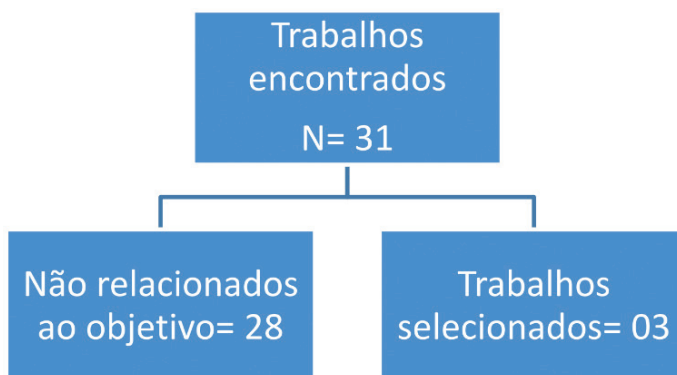 Trabalhos
encontrados
N= 31
Não relacionados
ao objetivo= 28
Trabalhos
selecionados= 03